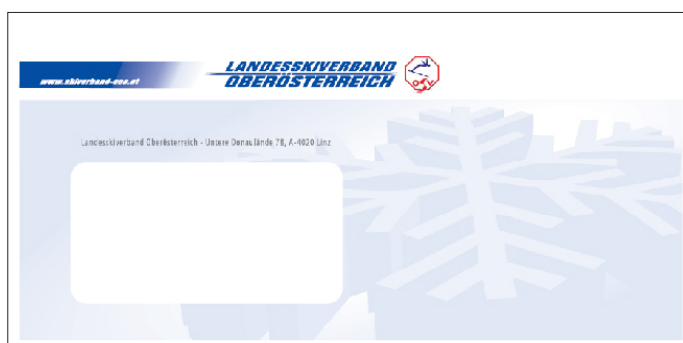 www.skiverband-ooe.at
LANDESSKIVERBAND
OBERÖSTERREICH
Landesskiverband Oberösterreich - Untere Donaulände 78, A-4020 Linz